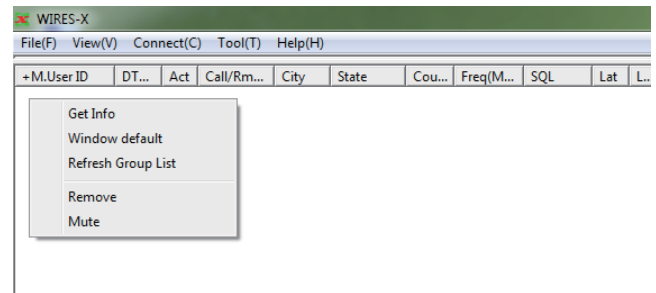 WIRES-X
File(F) View(V) Connect(C) Tool(T) Help(H)
+M.User ID DT... Act Call/Rm... City State Cou... Freq(M... SQL Lat L...
Get Info
Window default
Refresh Group List
Remove
Mute